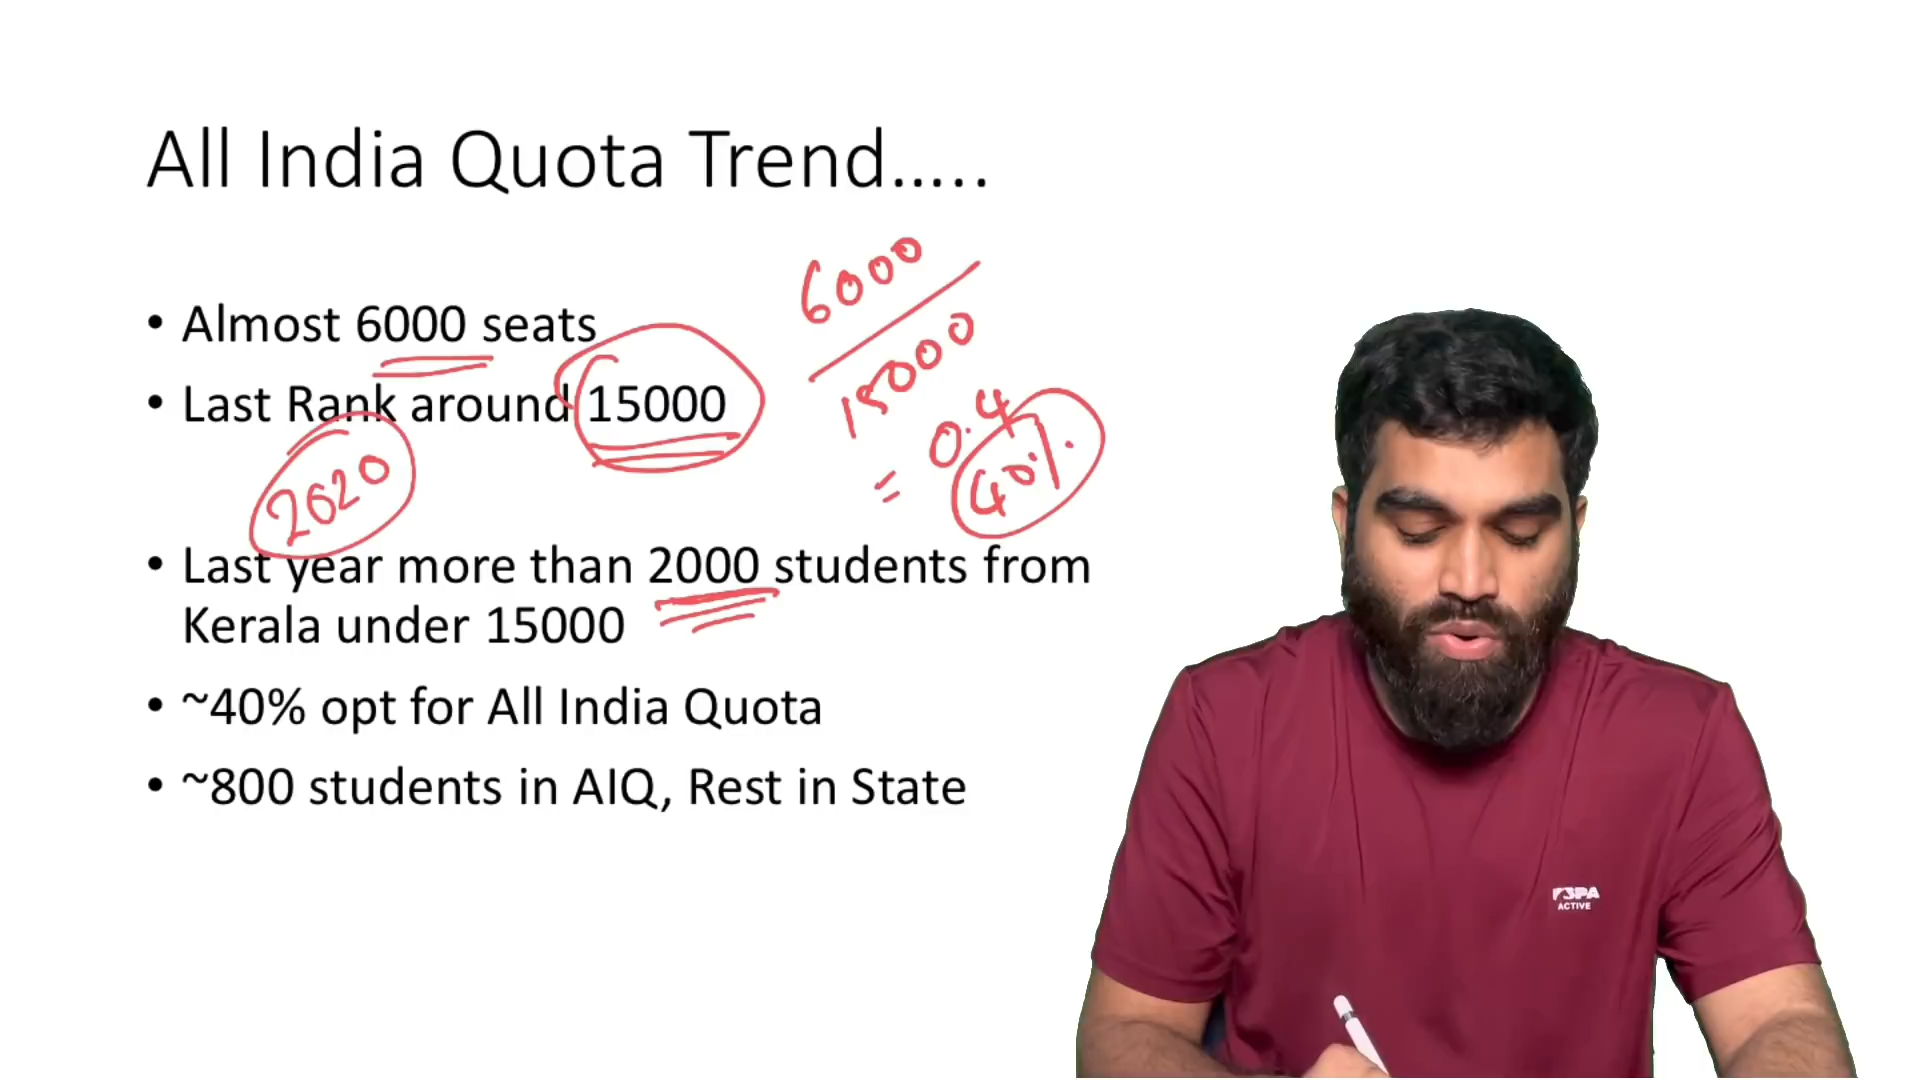 All India Quota Trend.....
• Almost 6000 seats
• Last Rank around 15000
2020
6000
15000
= 0.4
40%.
• Last year more than 2000 students from
Kerala under 15000
• ~40% opt for All India Quota
• ~800 students in AIQ, Rest in State
ACTIVE